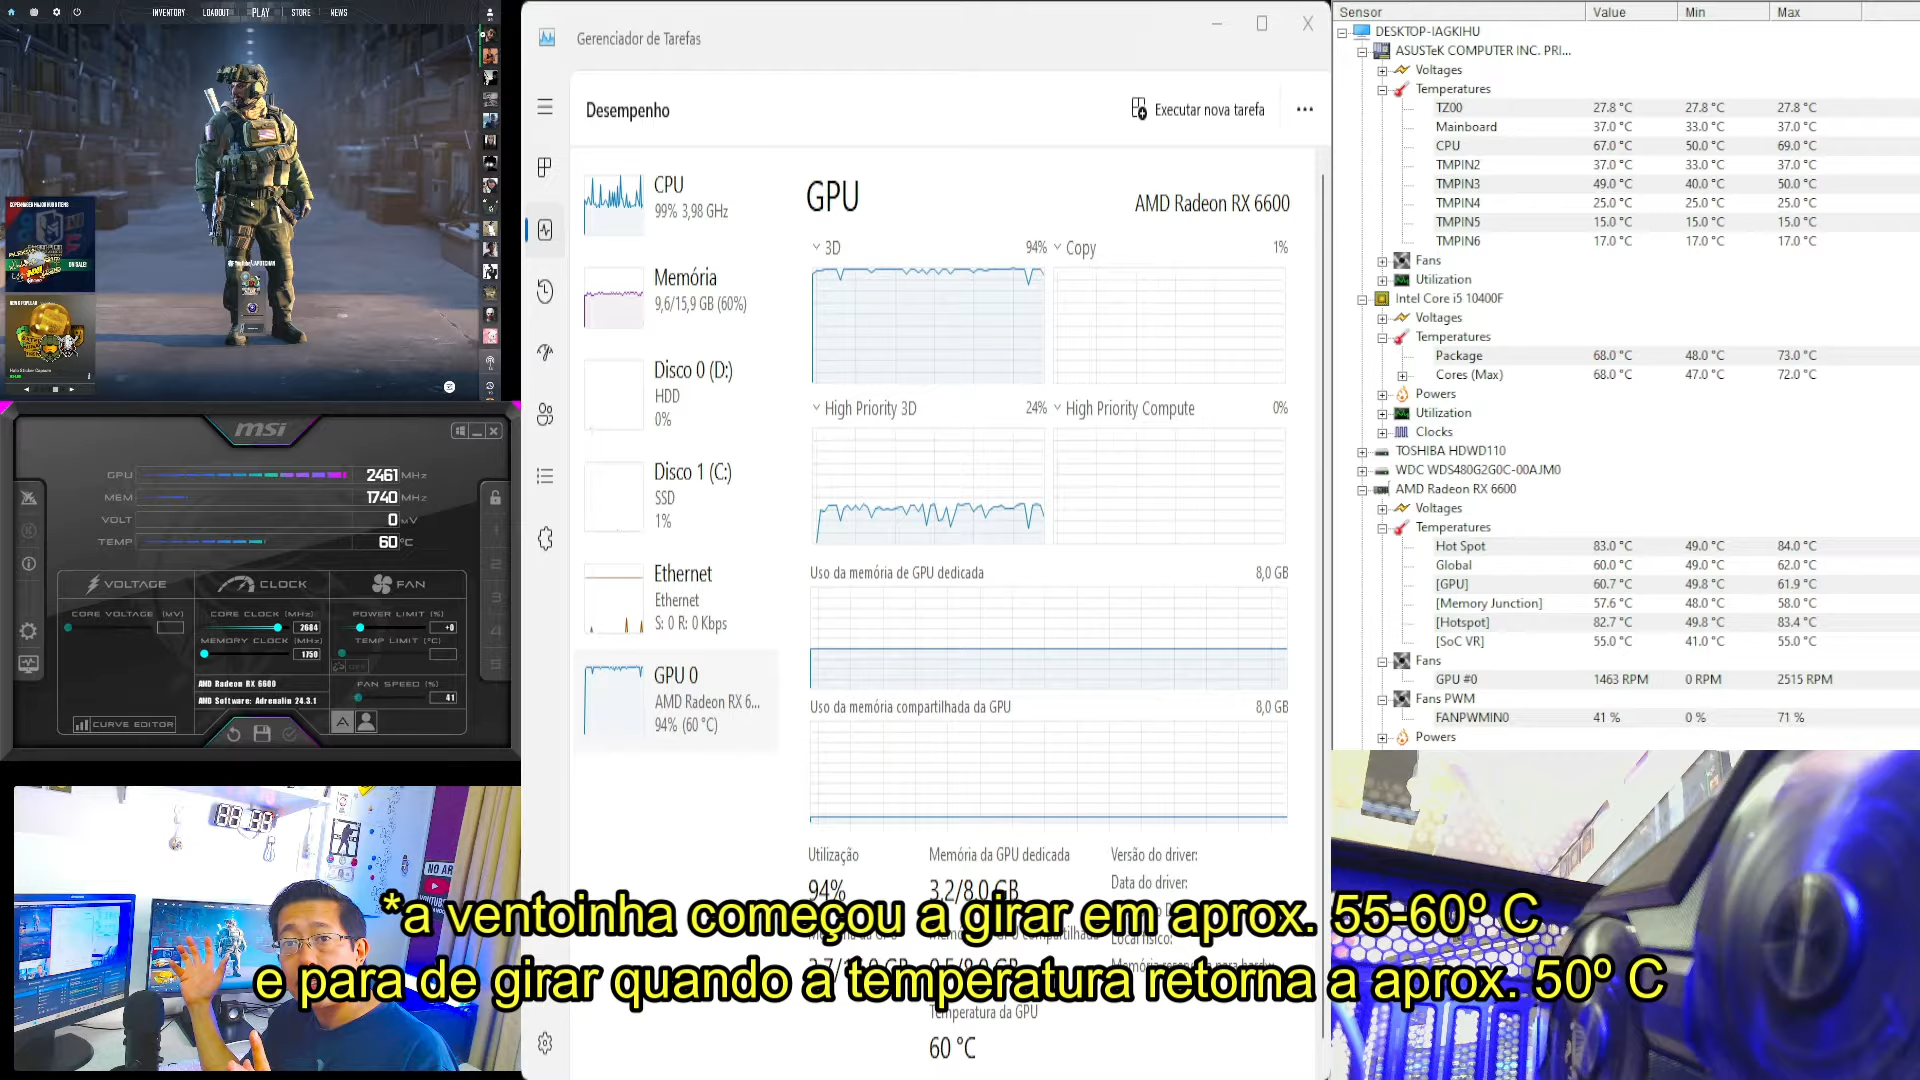 INVENTORY LOADOUT PLAY STORE NEWS
ON SALE!
msi
GPU 2461 MHz
MEM 1740 MHz
VOLT 0 mV
TEMP 60 °C
VOLTAGE CLOCK FAN
CORE VOLTAGE (MV)
CORE CLOCK (MHz) 2684
MEMORY CLOCK (MHz) 1750
POWER LIMIT (%) +0
TEMP LIMIT (°C)
FAN SPEED (%) 41
AMD Radeon RX 6600
AMD Software: Adrenalin 24.3.1
CURVE EDITOR
A
NO AR
Gerenciador de Tarefas
Desempenho
Executar nova tarefa
CPU
99% 3,98 GHz
Memória
9,6/15,9 GB (60%)
Disco 0 (D:)
HDD
0%
Disco 1 (C:)
SSD
1%
Ethernet
Ethernet
S: 0 R: 0 Kbps
GPU 0
AMD Radeon RX 6...
94% (60 °C)
GPU
AMD Radeon RX 6600
3D 94%
Copy 1%
High Priority 3D 24%
High Priority Compute 0%
Uso da memória de GPU dedicada 8,0 GB
Uso da memória compartilhada da GPU 8,0 GB
Utilização
94%
Memória da GPU dedicada
3,2/8,0 GB
Versão do driver:
Data do driver:
Local físico:
Temperatura da GPU
60 °C
Sensor Value Min Max
DESKTOP-IAGKIHU
ASUSTeK COMPUTER INC. PRI...
Voltages
Temperatures
TZ00 27.8 °C 27.8 °C 27.8 °C
Mainboard 37.0 °C 33.0 °C 37.0 °C
CPU 67.0 °C 50.0 °C 69.0 °C
TMPIN2 37.0 °C 33.0 °C 37.0 °C
TMPIN3 49.0 °C 40.0 °C 50.0 °C
TMPIN4 25.0 °C 25.0 °C 25.0 °C
TMPIN5 15.0 °C 15.0 °C 15.0 °C
TMPIN6 17.0 °C 17.0 °C 17.0 °C
Fans
Utilization
Intel Core i5 10400F
Voltages
Temperatures
Package 68.0 °C 48.0 °C 73.0 °C
Cores (Max) 68.0 °C 47.0 °C 72.0 °C
Powers
Utilization
Clocks
TOSHIBA HDWD110
WDC WDS480G2G0C-00AJM0
AMD Radeon RX 6600
Voltages
Temperatures
Hot Spot 83.0 °C 49.0 °C 84.0 °C
Global 60.0 °C 49.0 °C 62.0 °C
[GPU] 60.7 °C 49.8 °C 61.9 °C
[Memory Junction] 57.6 °C 48.0 °C 58.0 °C
[Hotspot] 82.7 °C 49.8 °C 83.4 °C
[SoC VR] 55.0 °C 41.0 °C 55.0 °C
Fans
GPU #0 1463 RPM 0 RPM 2515 RPM
Fans PWM
FANPWMIN0 41 % 0 % 71 %
Powers
*a ventoinha começou a girar em aprox. 55-60º C
e para de girar quando a temperatura retorna a aprox. 50º C